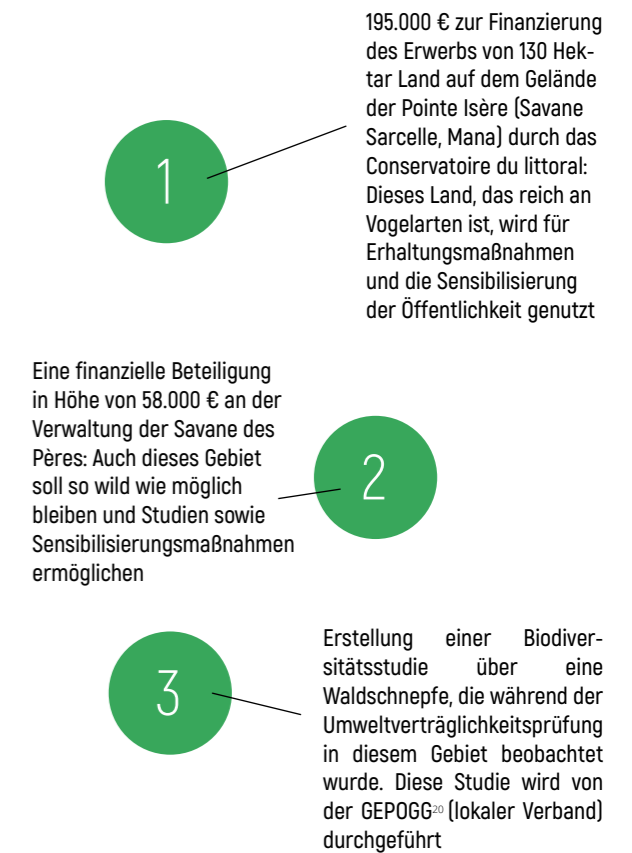 195.000 € zur Finanzierung
des Erwerbs von 130 Hek-
tar Land auf dem Gelände
der Pointe Isère (Savane
Sarcelle, Mana) durch das
Conservatoire du littoral:
Dieses Land, das reich an
Vogelarten ist, wird für
Erhaltungsmaßnahmen
und die Sensibilisierung
der Öffentlichkeit genutzt
1
Eine finanzielle Beteiligung
in Höhe von 58.000 € an der
Verwaltung der Savane des
Pères: Auch dieses Gebiet
soll so wild wie möglich
bleiben und Studien sowie
Sensibilisierungsmaßnahmen
ermöglichen
2
3
Erstellung einer Biodiver-
sitätsstudie über eine
Waldschnepfe, die während der
Umweltverträglichkeitsprüfung
in diesem Gebiet beobachtet
wurde. Diese Studie wird von
der GEPOGG²⁰ (lokaler Verband)
durchgeführt